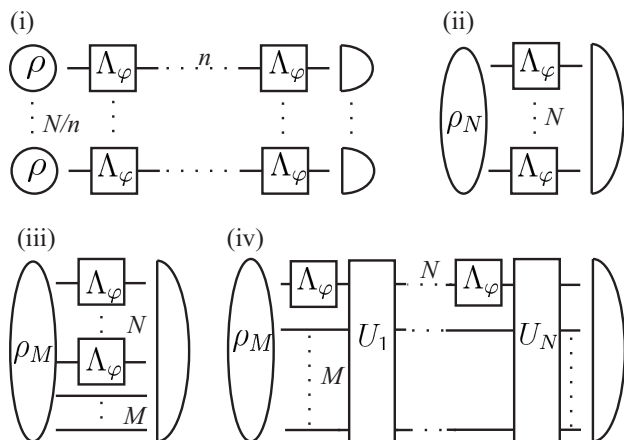 (i)
ρ Λφ n Λφ
N/n
ρ Λφ Λφ
(ii)
Λφ
ρN N
Λφ
(iii)
Λφ
N
ρM Λφ
M
(iv)
Λφ N Λφ
ρM U1 UN
M